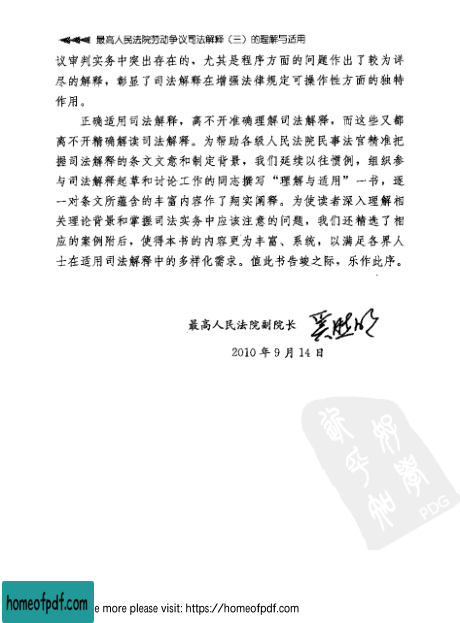 最高人民法院劳动争议司法解释（三）的理解与适用
议审判实务中突出存在的，尤其是程序方面的问题作出了较为详
尽的解释，彰显了司法解释在增强法律规定可操作性方面的独特
作用。
正确适用司法解释，离不开准确理解司法解释，而这些又都
离不开精确解读司法解释。为帮助各级人民法院民事法官精准把
握司法解释的条文文意和制定背景，我们延续以往惯例，组织参
与司法解释起草和讨论工作的同志撰写“理解与适用”一书，逐
一对条文所蕴含的丰富内容作了翔实阐释。为使读者深入理解相
关理论背景和掌握司法实务中应该注意的问题，我们还精选了相
应的案例附后，使得本书的内容更为丰富、系统，以满足各界人
士在适用司法解释中的多样化需求。值此书告竣之际，乐作此序。
最高人民法院副院长
2010年9月14日
PDG
homeofpdf.com
e more please visit: https://homeofpdf.com